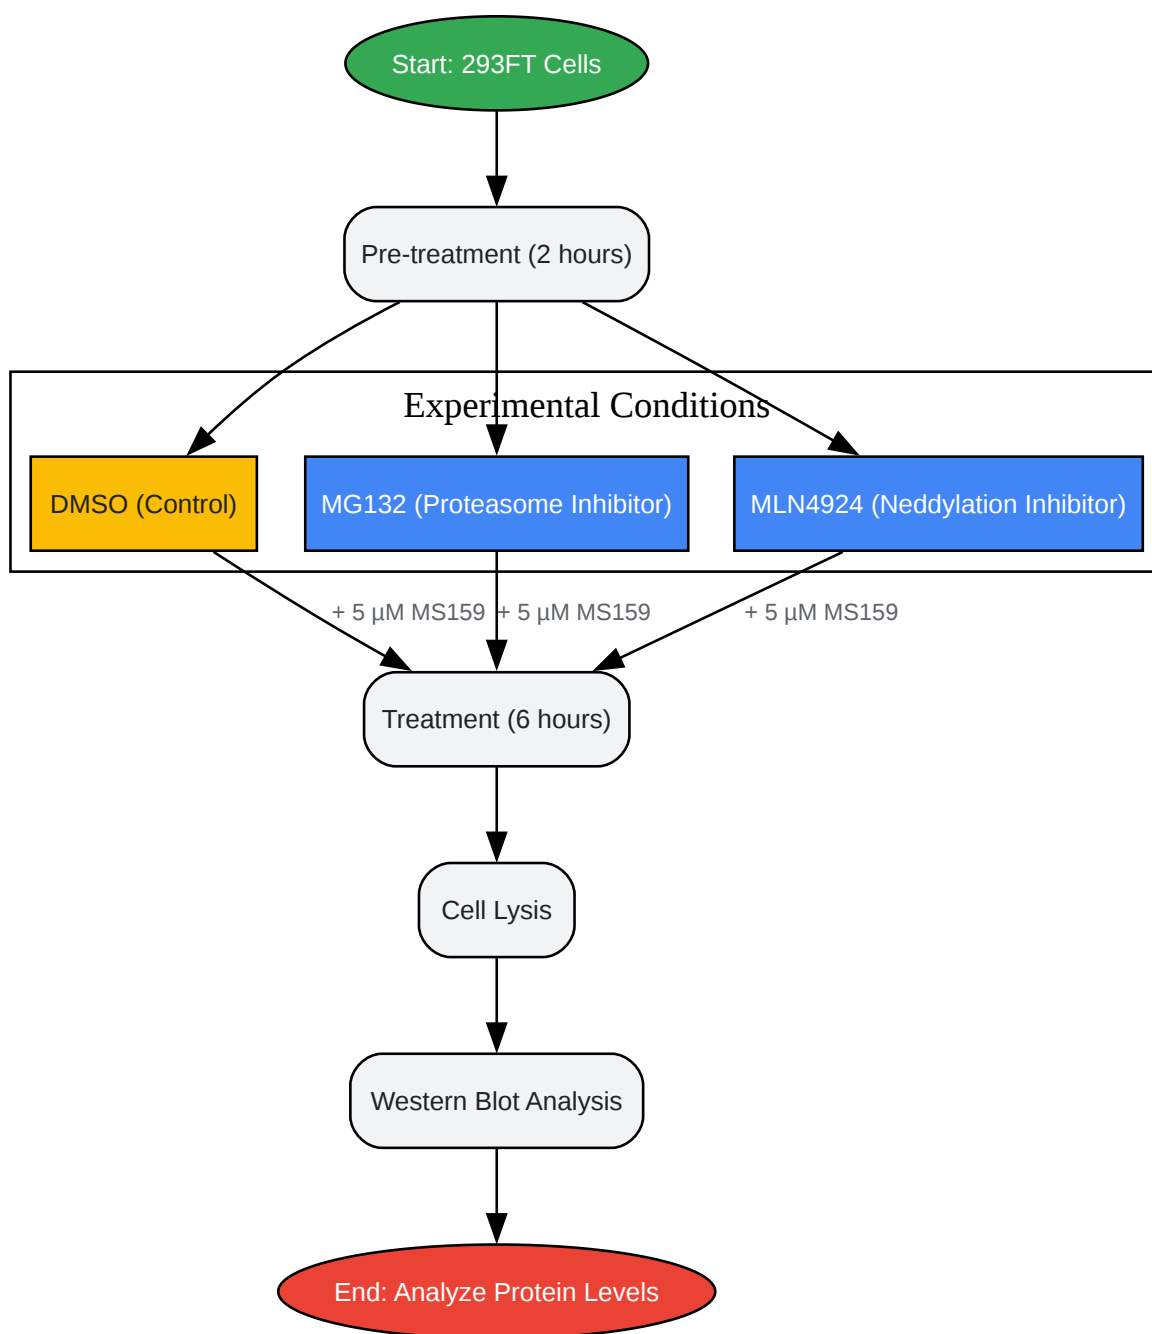 Start: 293FT Cells
Pre-treatment (2 hours)
Experimental Conditions
DMSO (Control)
MG132 (Proteasome Inhibitor)
MLN4924 (Neddylation Inhibitor)
+ 5 µM MS159
+ 5 µM MS159
+ 5 µM MS159
Treatment (6 hours)
Cell Lysis
Western Blot Analysis
End: Analyze Protein Levels